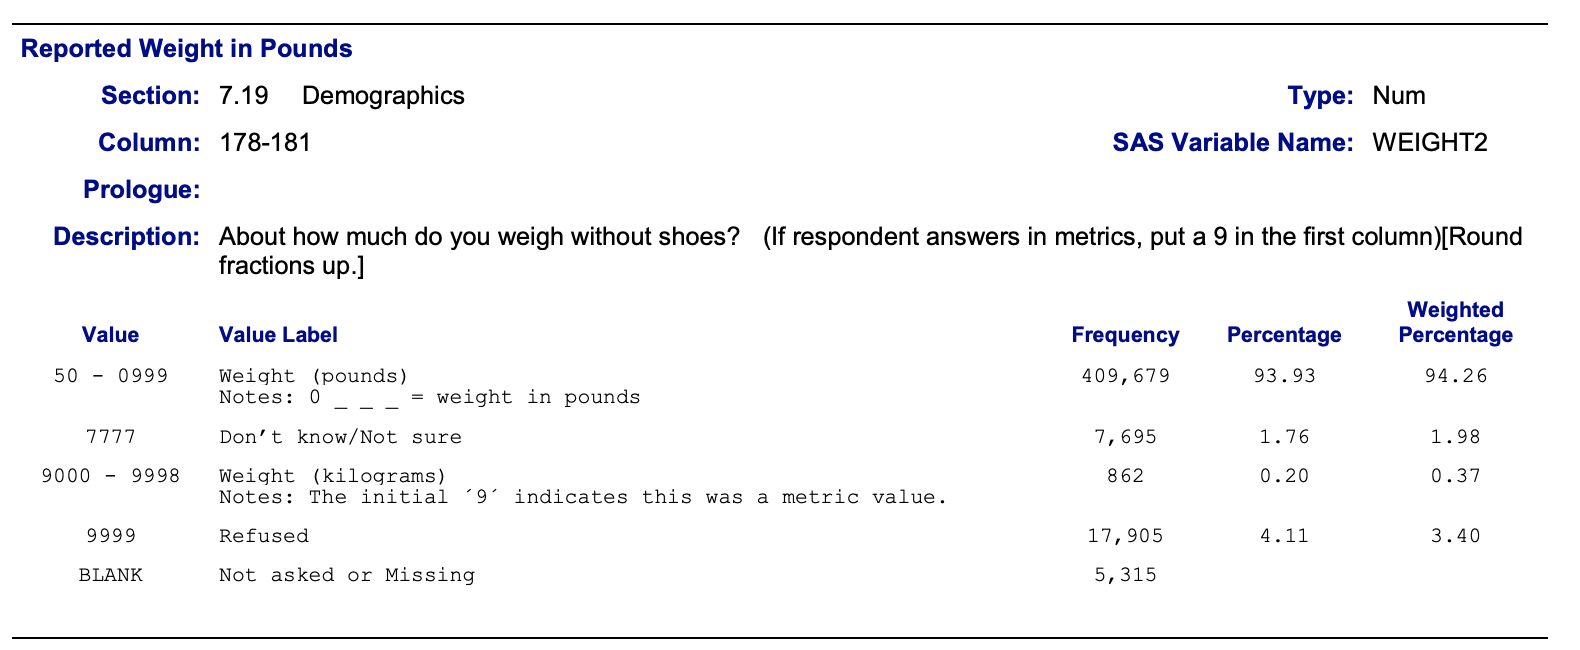 Reported Weight in Pounds
Section: 7.19 Demographics Type: Num
Column: 178-181 SAS Variable Name: WEIGHT2
Prologue:
Description: About how much do you weigh without shoes? (If respondent answers in metrics, put a 9 in the first column)[Round
fractions up.]
Weighted
Value Value Label Frequency Percentage Percentage
50 - 0999 Weight (pounds) 409,679 93.93 94.26
Notes: 0 _ _ _ = weight in pounds
7777 Don’t know/Not sure 7,695 1.76 1.98
9000 - 9998 Weight (kilograms) 862 0.20 0.37
Notes: The initial ´9´ indicates this was a metric value.
9999 Refused 17,905 4.11 3.40
BLANK Not asked or Missing 5,315